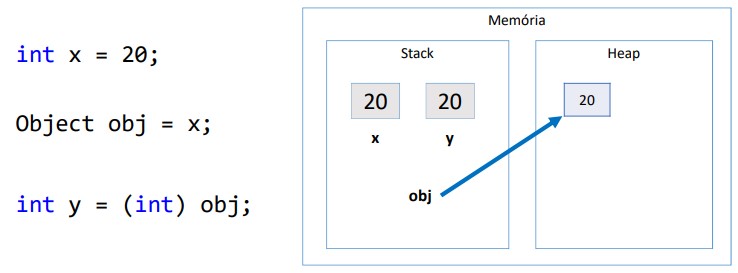 int x = 20;
Object obj = x;
int y = (int) obj;
Memória
Stack
Heap
20
20
20
x
y
obj